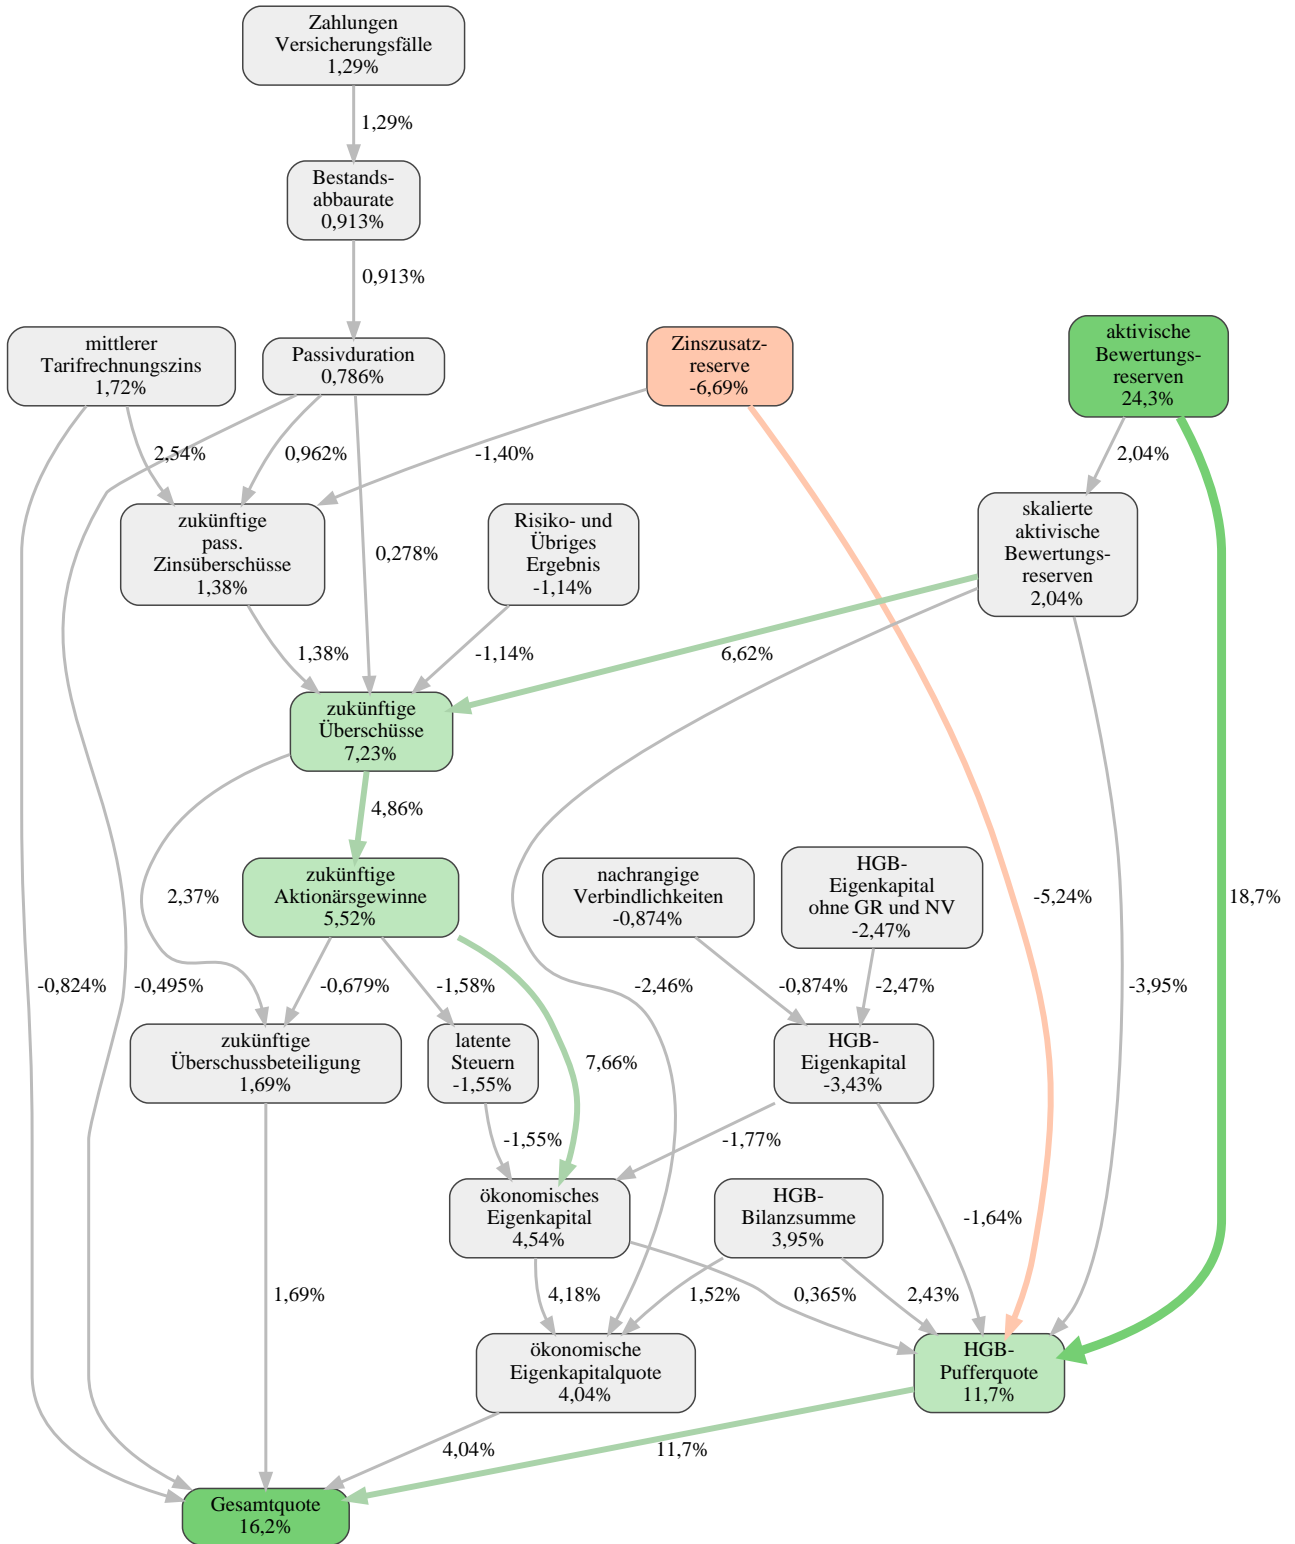 Zahlungen
Versicherungsfälle
1,29%
1,29%
Bestands-
abbaurate
0,913%
0,913%
mittlerer
Tarifrechnungszins
1,72%
Passivduration
0,786%
Zinszusatz-
reserve
-6,69%
aktivische
Bewertungs-
reserven
24,3%
2,54%
0,962%
-1,40%
2,04%
zukünftige
pass.
Zinsüberschüsse
1,38%
0,278%
Risiko- und
Übriges
Ergebnis
-1,14%
skalierte
aktivische
Bewertungs-
reserven
2,04%
1,38%
-1,14%
6,62%
zukünftige
Überschüsse
7,23%
4,86%
zukünftige
Aktionärsgewinne
5,52%
2,37%
nachrangige
Verbindlichkeiten
-0,874%
HGB-
Eigenkapital
ohne GR und NV
-2,47%
-5,24%
18,7%
-0,824%
-0,495%
-0,679%
-1,58%
-2,46%
-0,874%
-2,47%
-3,95%
zukünftige
Überschussbeteiligung
1,69%
latente
Steuern
-1,55%
7,66%
HGB-
Eigenkapital
-3,43%
-1,55%
-1,77%
ökonomisches
Eigenkapital
4,54%
HGB-
Bilanzsumme
3,95%
-1,64%
1,69%
4,18%
1,52%
0,365%
2,43%
ökonomische
Eigenkapitalquote
4,04%
HGB-
Pufferquote
11,7%
4,04%
11,7%
Gesamtquote
16,2%